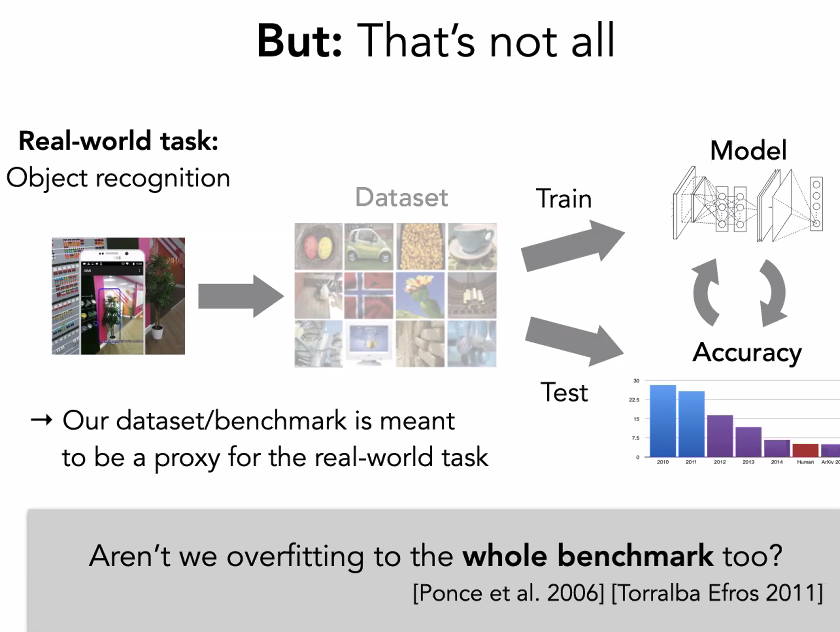 But: That's not all
Real-world task:
Object recognition
Dataset
Train
Model
Accuracy
Test
30
22.5
15
7.5
0
2010 2011 2012 2013 2014 Human ArXiv
→ Our dataset/benchmark is meant
to be a proxy for the real-world task
Aren't we overfitting to the whole benchmark too?
[Ponce et al. 2006] [Torralba Efros 2011]